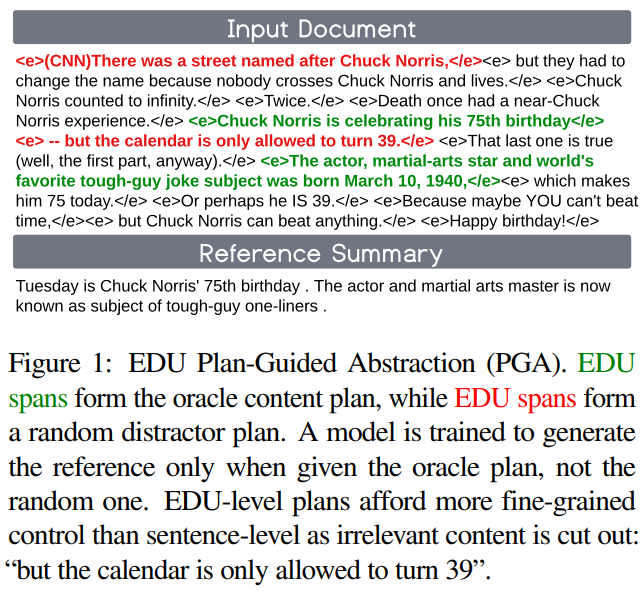 Input Document
<e>(CNN)There was a street named after Chuck Norris,</e><e> but they had to
change the name because nobody crosses Chuck Norris and lives.</e> <e>Chuck
Norris counted to infinity.</e> <e>Twice.</e> <e>Death once had a near-Chuck
Norris experience.</e> <e>Chuck Norris is celebrating his 75th birthday</e>
<e> -- but the calendar is only allowed to turn 39.</e> <e>That last one is true
(well, the first part, anyway).</e> <e>The actor, martial-arts star and world's
favorite tough-guy joke subject was born March 10, 1940,</e><e> which makes
him 75 today.</e> <e>Or perhaps he IS 39.</e> <e>Because maybe YOU can't beat
time,</e><e> but Chuck Norris can beat anything.</e> <e>Happy birthday!</e>
Reference Summary
Tuesday is Chuck Norris' 75th birthday . The actor and martial arts master is now
known as subject of tough-guy one-liners .
Figure 1: EDU Plan-Guided Abstraction (PGA). EDU
spans form the oracle content plan, while EDU spans form
a random distractor plan. A model is trained to generate
the reference only when given the oracle plan, not the
random one. EDU-level plans afford more fine-grained
control than sentence-level as irrelevant content is cut out:
“but the calendar is only allowed to turn 39”.